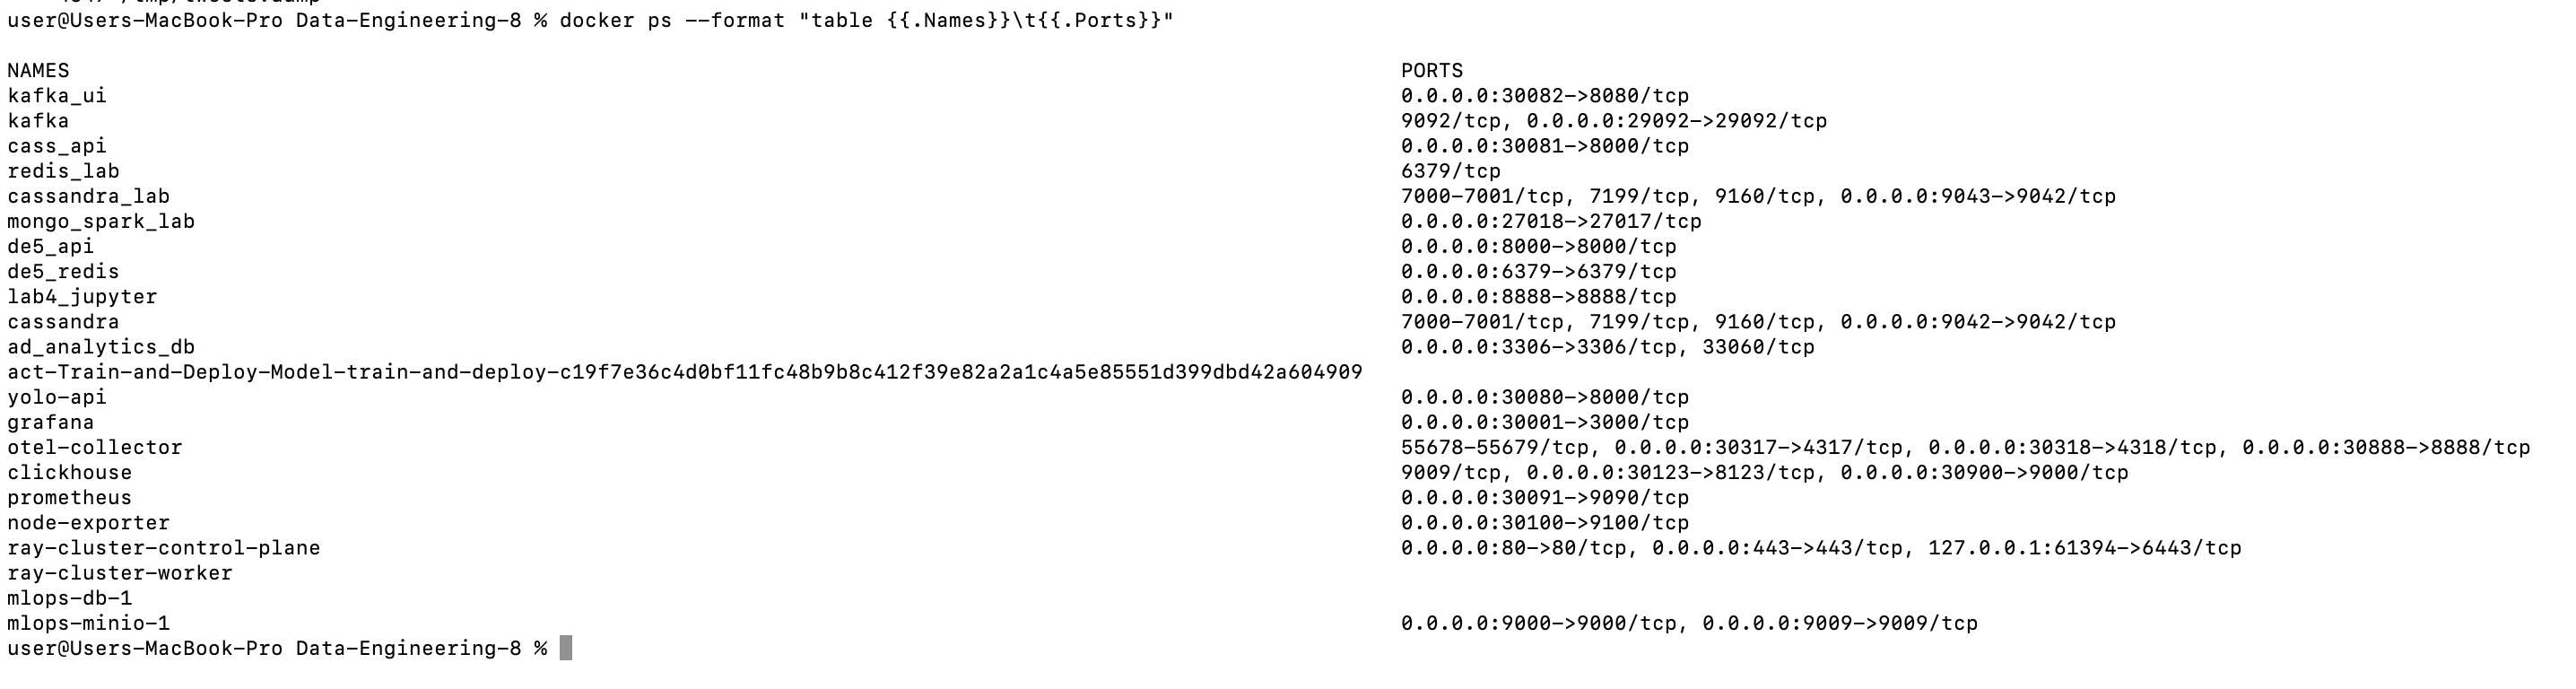 user@Users-MacBook-Pro Data-Engineering-8 % docker ps --format "table {{.Names}}\t{{.Ports}}"
NAMES PORTS
kafka_ui 0.0.0.0:30082->8080/tcp
kafka 9092/tcp, 0.0.0.0:29092->29092/tcp
cass_api 0.0.0.0:30081->8000/tcp
redis_lab 6379/tcp
cassandra_lab 7000-7001/tcp, 7199/tcp, 9160/tcp, 0.0.0.0:9043->9042/tcp
mongo_spark_lab 0.0.0.0:27018->27017/tcp
de5_api 0.0.0.0:8000->8000/tcp
de5_redis 0.0.0.0:6379->6379/tcp
lab4_jupyter 0.0.0.0:8888->8888/tcp
cassandra 7000-7001/tcp, 7199/tcp, 9160/tcp, 0.0.0.0:9042->9042/tcp
ad_analytics_db 0.0.0.0:3306->3306/tcp, 33060/tcp
act-Train-and-Deploy-Model-train-and-deploy-c19f7e36c4d0bf11fc48b9b8c412f39e82a2a1c4a5e85551d399dbd42a604909
yolo-api 0.0.0.0:30080->8000/tcp
grafana 0.0.0.0:30001->3000/tcp
otel-collector 55678-55679/tcp, 0.0.0.0:30317->4317/tcp, 0.0.0.0:30318->4318/tcp, 0.0.0.0:30888->8888/tcp
clickhouse 9009/tcp, 0.0.0.0:30123->8123/tcp, 0.0.0.0:30900->9000/tcp
prometheus 0.0.0.0:30091->9090/tcp
node-exporter 0.0.0.0:30100->9100/tcp
ray-cluster-control-plane 0.0.0.0:80->80/tcp, 0.0.0.0:443->443/tcp, 127.0.0.1:61394->6443/tcp
ray-cluster-worker
mlops-db-1
mlops-minio-1 0.0.0.0:9000->9000/tcp, 0.0.0.0:9009->9009/tcp
user@Users-MacBook-Pro Data-Engineering-8 %